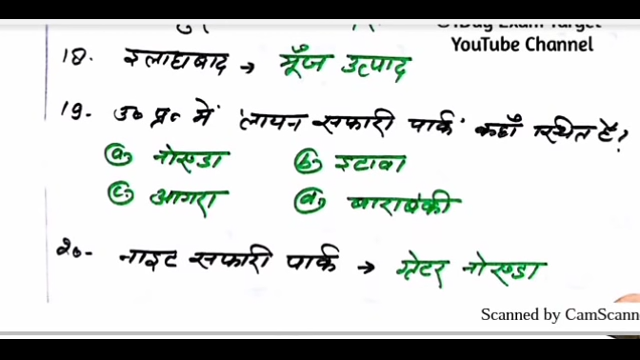 YouTube Channel
18. इलाहाबाद → मूँज उत्पाद
19- उ० प्र० में 'लायन सफारी पार्क' कहाँ स्थित है?
(a) नोएडा (b) इटावा
(c) आगरा (d) बाराबंकी
20- नाइट सफारी पार्क → ग्रेटर नोएडा
Scanned by CamScann